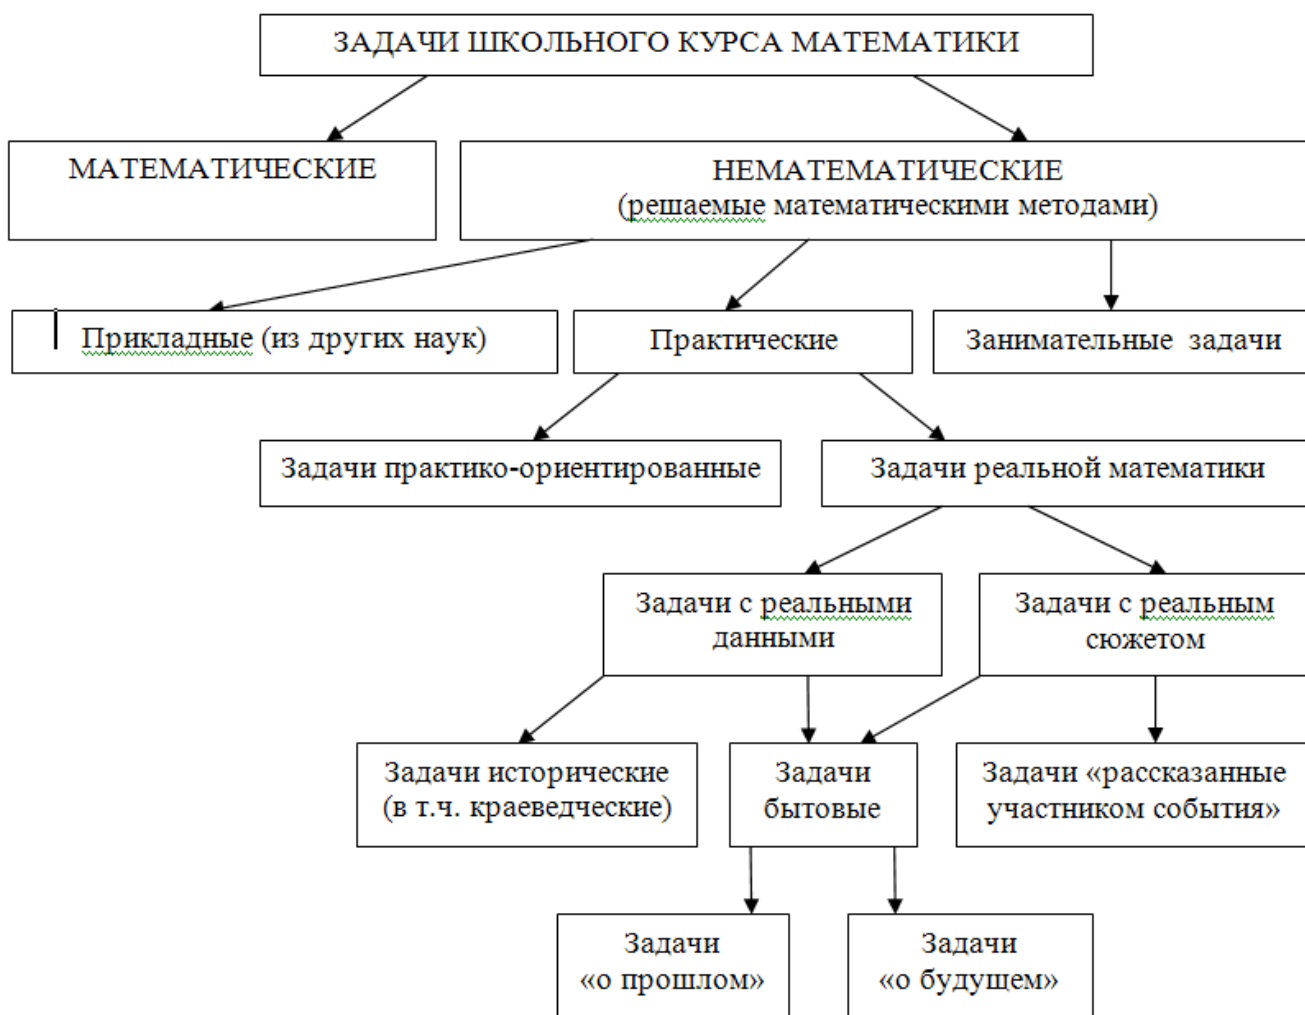 ЗАДАЧИ ШКОЛЬНОГО КУРСА МАТЕМАТИКИ
МАТЕМАТИЧЕСКИЕ
НЕМАТЕМАТИЧЕСКИЕ
(решаемые математическими методами)
Прикладные (из других наук)
Практические
Занимательные задачи
Задачи практико-ориентированные
Задачи реальной математики
Задачи с реальными
данными
Задачи с реальным
сюжетом
Задачи исторические
(в т.ч. краеведческие)
Задачи
бытовые
Задачи «рассказанные
участником события»
Задачи
«о прошлом»
Задачи
«о будущем»